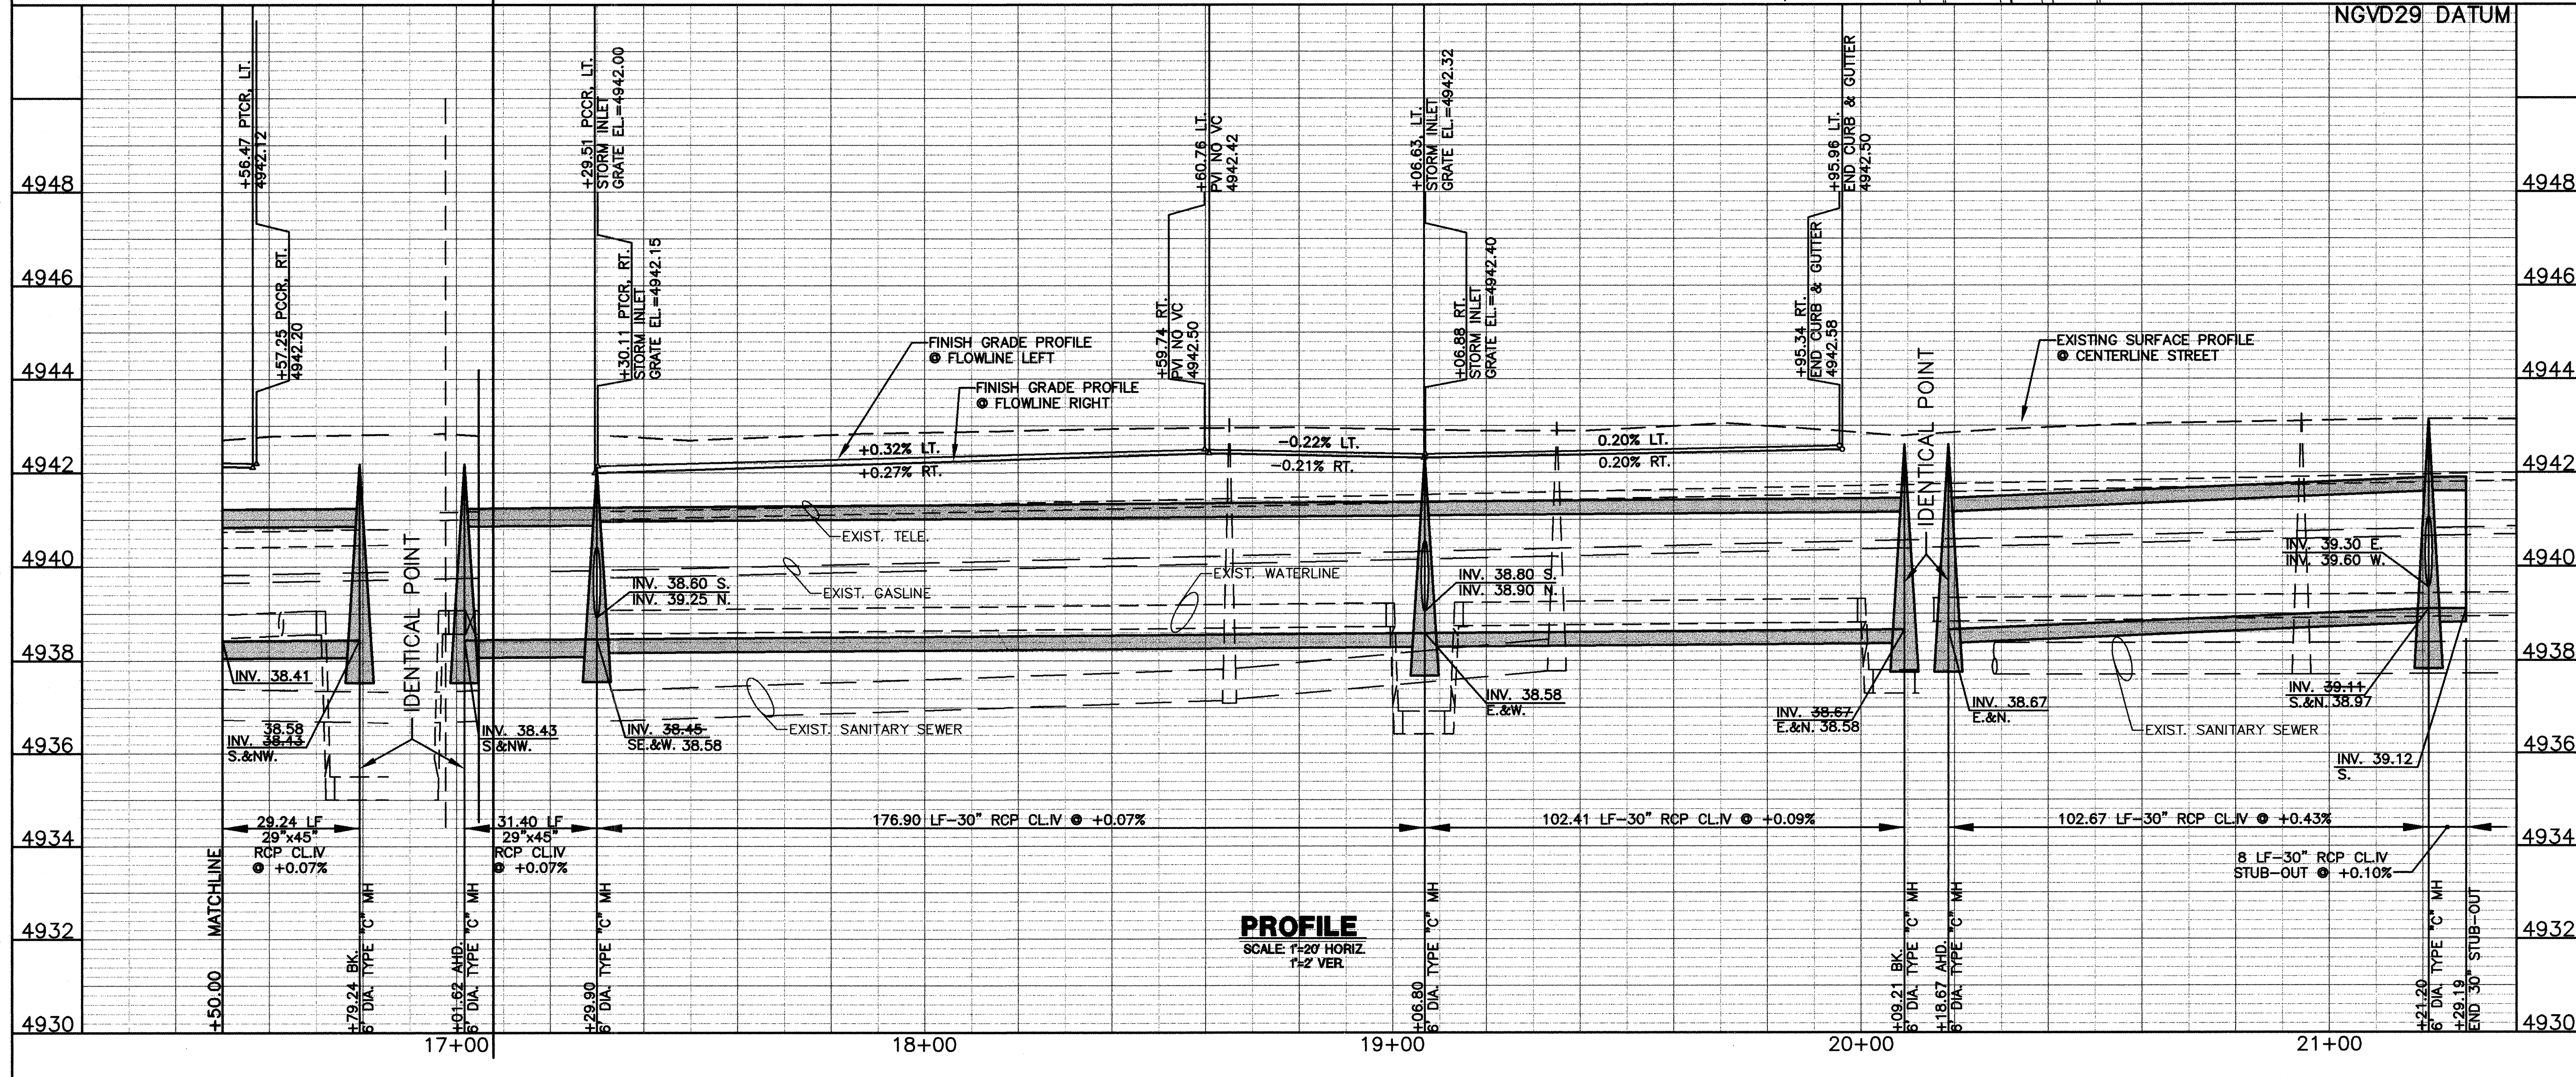 NGVD29 DATUM
+56.47 PTCR, LT.
4942.12
+57.25 PCCR, RT.
4942.20
+29.51 PCCR, LT.
STORM INLET
GRATE EL.=4942.00
+30.11 PTCR, RT.
STORM INLET
GRATE EL.=4942.15
+60.76 LT.
PVI NO VC
4942.42
+59.74 RT.
PVI NO VC
4942.50
+06.63, LT.
STORM INLET
GRATE EL.=4942.32
+06.88 RT.
STORM INLET
GRATE EL.=4942.40
+95.96 LT.
END CURB & GUTTER
4942.50
+95.34 RT.
END CURB & GUTTER
4942.58
4948
4948
4946
4946
4944
4944
4942
4942
4940
4940
4938
4938
4936
4936
4934
4934
4932
4932
4930
4930
FINISH GRADE PROFILE
@ FLOWLINE LEFT
FINISH GRADE PROFILE
@ FLOWLINE RIGHT
EXISTING SURFACE PROFILE
@ CENTERLINE STREET
+0.32% LT.
+0.27% RT.
-0.22% LT.
-0.21% RT.
0.20% LT.
0.20% RT.
IDENTICAL POINT
IDENTICAL POINT
EXIST. TELE.
EXIST. GASLINE
EXIST. WATERLINE
EXIST. SANITARY SEWER
EXIST. SANITARY SEWER
INV. 38.60 S.
INV. 39.25 N.
INV. 38.80 S.
INV. 38.90 N.
INV. 39.30 E.
INV. 39.60 W.
INV. 38.41
38.58
INV. 38.43
S.&NW.
INV. 38.43
S.&NW.
INV. 38.45
SE.&W. 38.58
INV. 38.58
E.&W.
INV. 38.67
E.&N. 38.58
INV. 38.67
E.&N.
INV. 39.11
S.&N. 38.97
INV. 39.12
S.
29.24 LF
29"x45"
RCP CL.IV
@ +0.07%
31.40 LF
29"x45"
RCP CL.IV
@ +0.07%
176.90 LF-30" RCP CL.IV @ +0.07%
102.41 LF-30" RCP CL.IV @ +0.09%
102.67 LF-30" RCP CL.IV @ +0.43%
8 LF-30" RCP CL.IV
STUB-OUT @ +0.10%
+50.00 MATCHLINE
+79.24 BK.
6' DIA. TYPE "C" MH
+01.62 AHD.
6' DIA. TYPE "C" MH
+29.90
6' DIA. TYPE "C" MH
+06.80
6' DIA. TYPE "C" MH
+09.21 BK.
6' DIA. TYPE "C" MH
+18.67 AHD.
6' DIA. TYPE "C" MH
+21.20
6' DIA. TYPE "C" MH
+29.19
END 30" STUB-OUT
PROFILE
SCALE: 1"=20' HORIZ.
1"=2' VER.
17+00
18+00
19+00
20+00
21+00